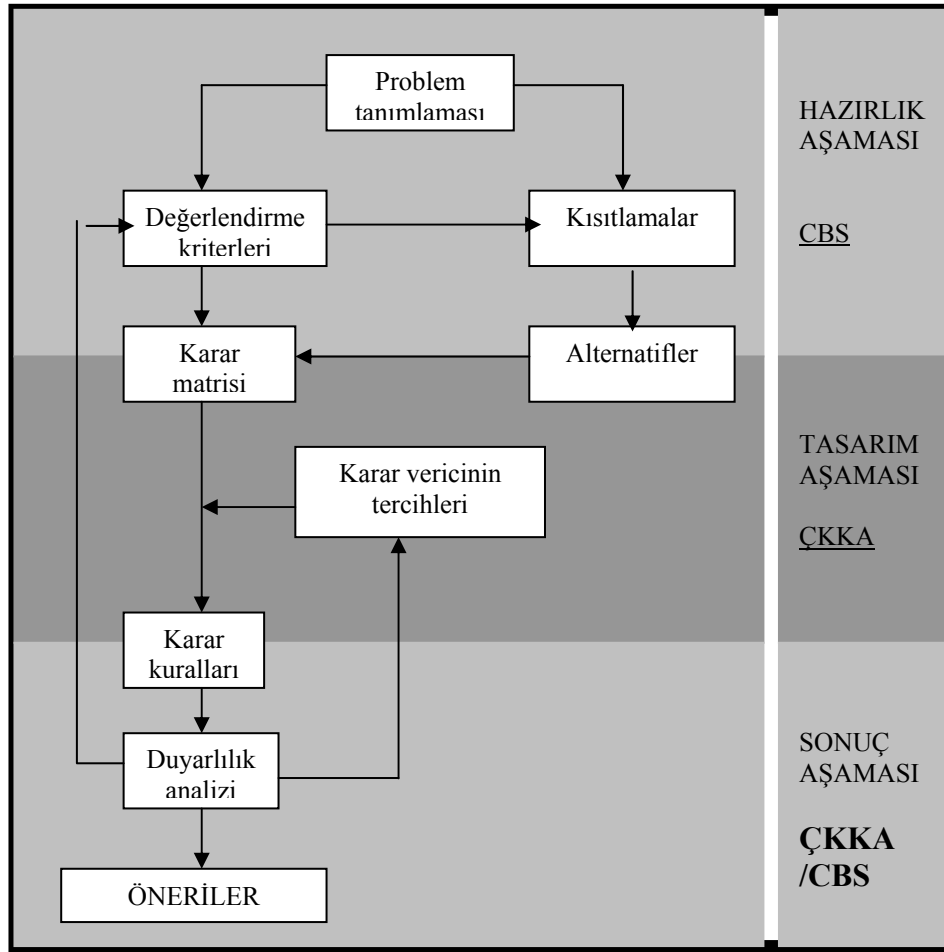 Problem
tanımlaması
HAZIRLIK
AŞAMASI
Değerlendirme
kriterleri
Kısıtlamalar
CBS
Karar
matrisi
Alternatifler
Karar vericinin
tercihleri
TASARIM
AŞAMASI
ÇKKA
Karar
kuralları
Duyarlılık
analizi
SONUÇ
AŞAMASI
ÇKKA
/CBS
ÖNERİLER